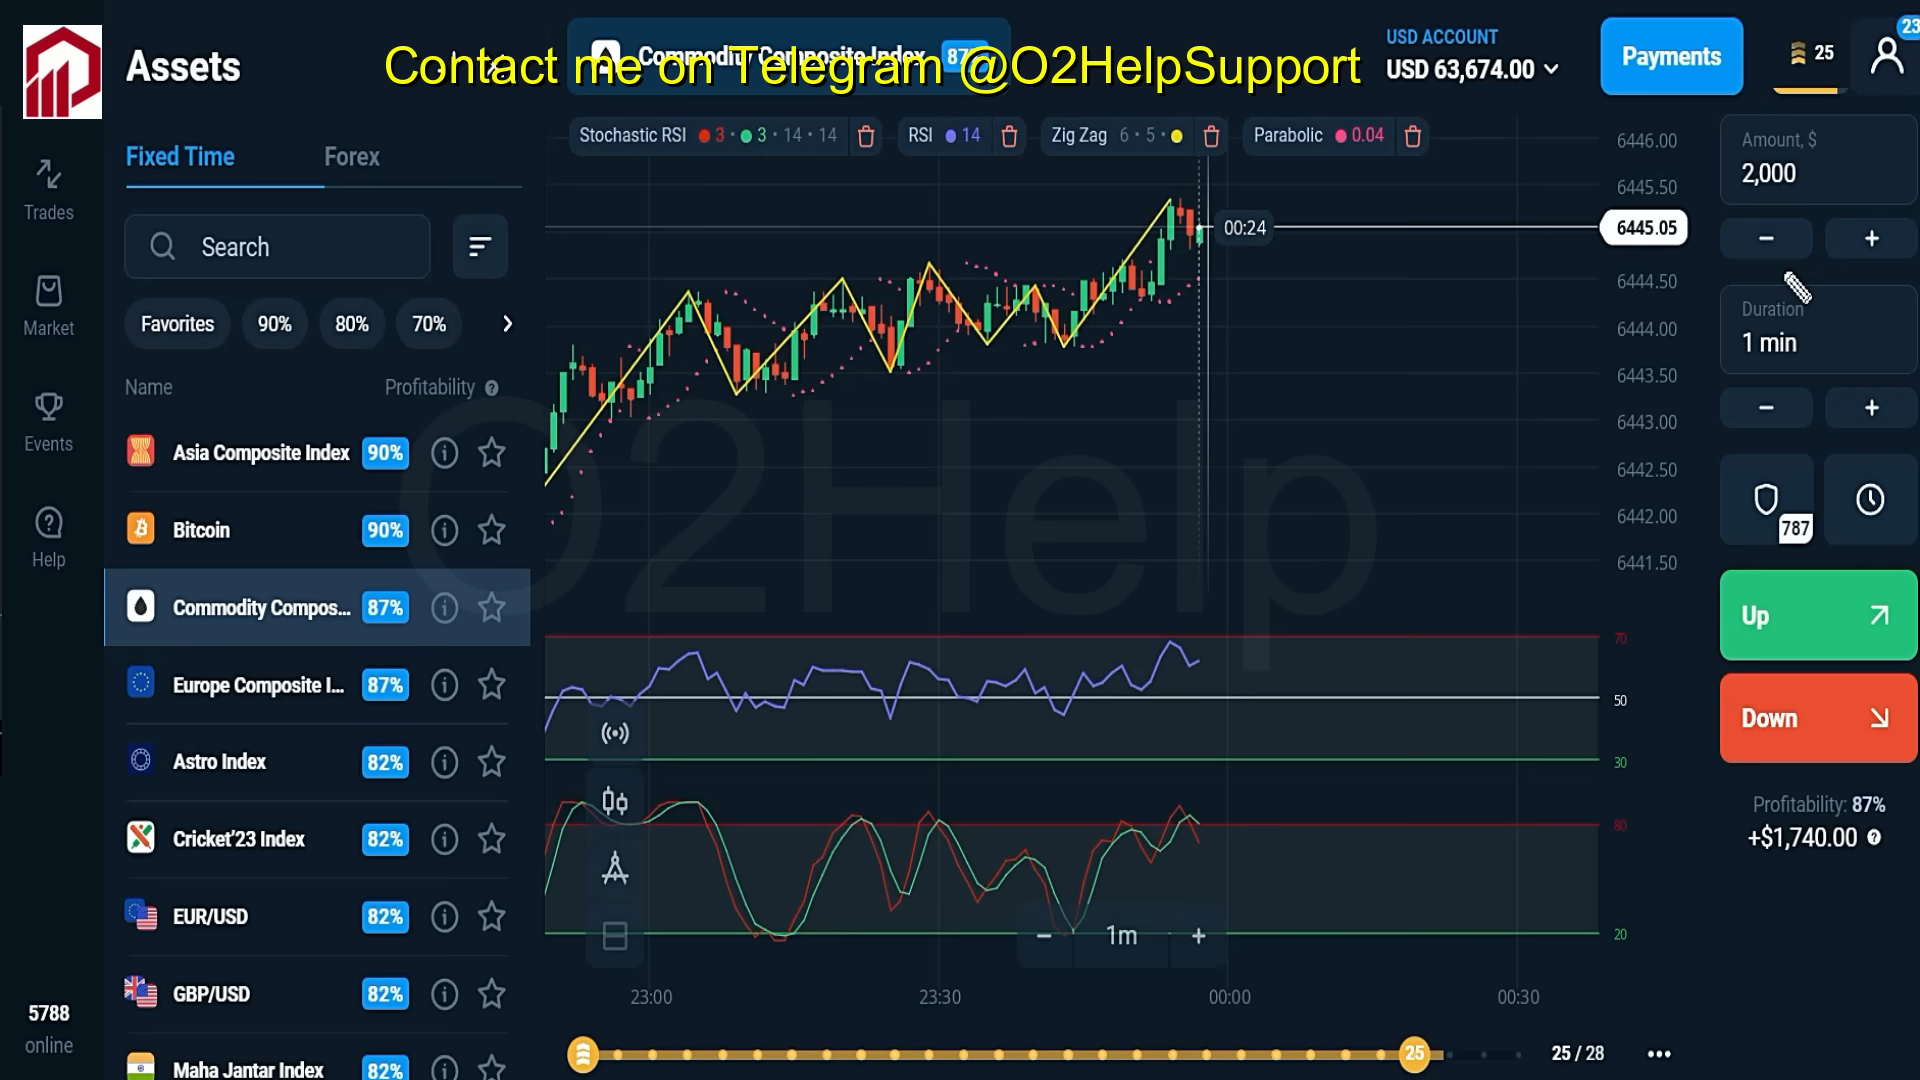 Assets
Contact me on Telegram @O2HelpSupport
Commodity Composite Index 87%
USD ACCOUNT
USD 63,674.00
Payments
25
23
Trades
Market
Events
Help
5788
online
Fixed Time
Forex
Search
Favorites
90%
80%
70%
Name
Profitability
Asia Composite Index 90%
Bitcoin 90%
Commodity Compos... 87%
Europe Composite I... 87%
Astro Index 82%
Cricket'23 Index 82%
EUR/USD 82%
GBP/USD 82%
Maha Jantar Index 82%
Stochastic RSI 3 · 3 · 14 · 14
RSI 14
Zig Zag 6 · 5 ·
Parabolic 0.04
00:24
6446.00
6445.50
6445.05
6444.50
6444.00
6443.50
6443.00
6442.50
6442.00
6441.50
O2Help
70
50
30
80
20
− 1m +
23:00
23:30
00:00
00:30
25
25 / 28
Amount, $
2,000
− +
Duration
1 min
− +
787
Up
Down
Profitability: 87%
+$1,740.00